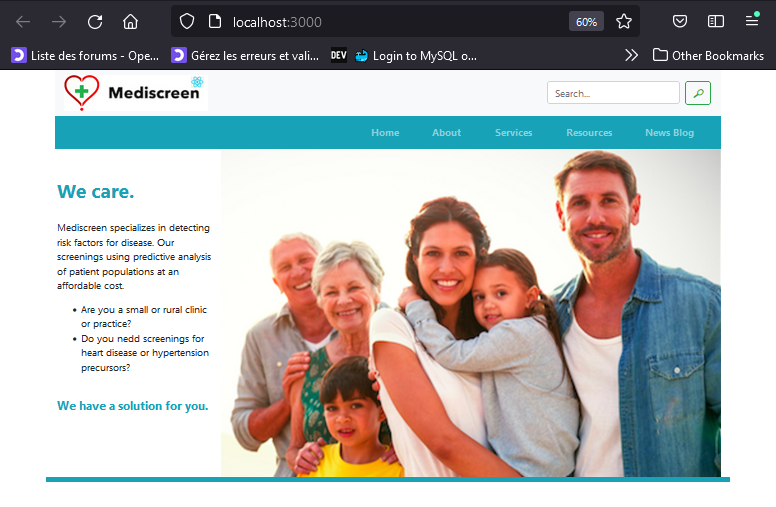 localhost:3000
60%
Liste des forums - Ope...
Gérez les erreurs et vali...
DEV
Login to MySQL o...
Other Bookmarks
Mediscreen
Search...
Home
About
Services
Resources
News Blog
We care.
Mediscreen specializes in detecting
risk factors for disease. Our
screenings using predictive analysis
of patient populations at an
affordable cost.
Are you a small or rural clinic
or practice?
Do you nedd screenings for
heart disease or hypertension
precursors?
We have a solution for you.